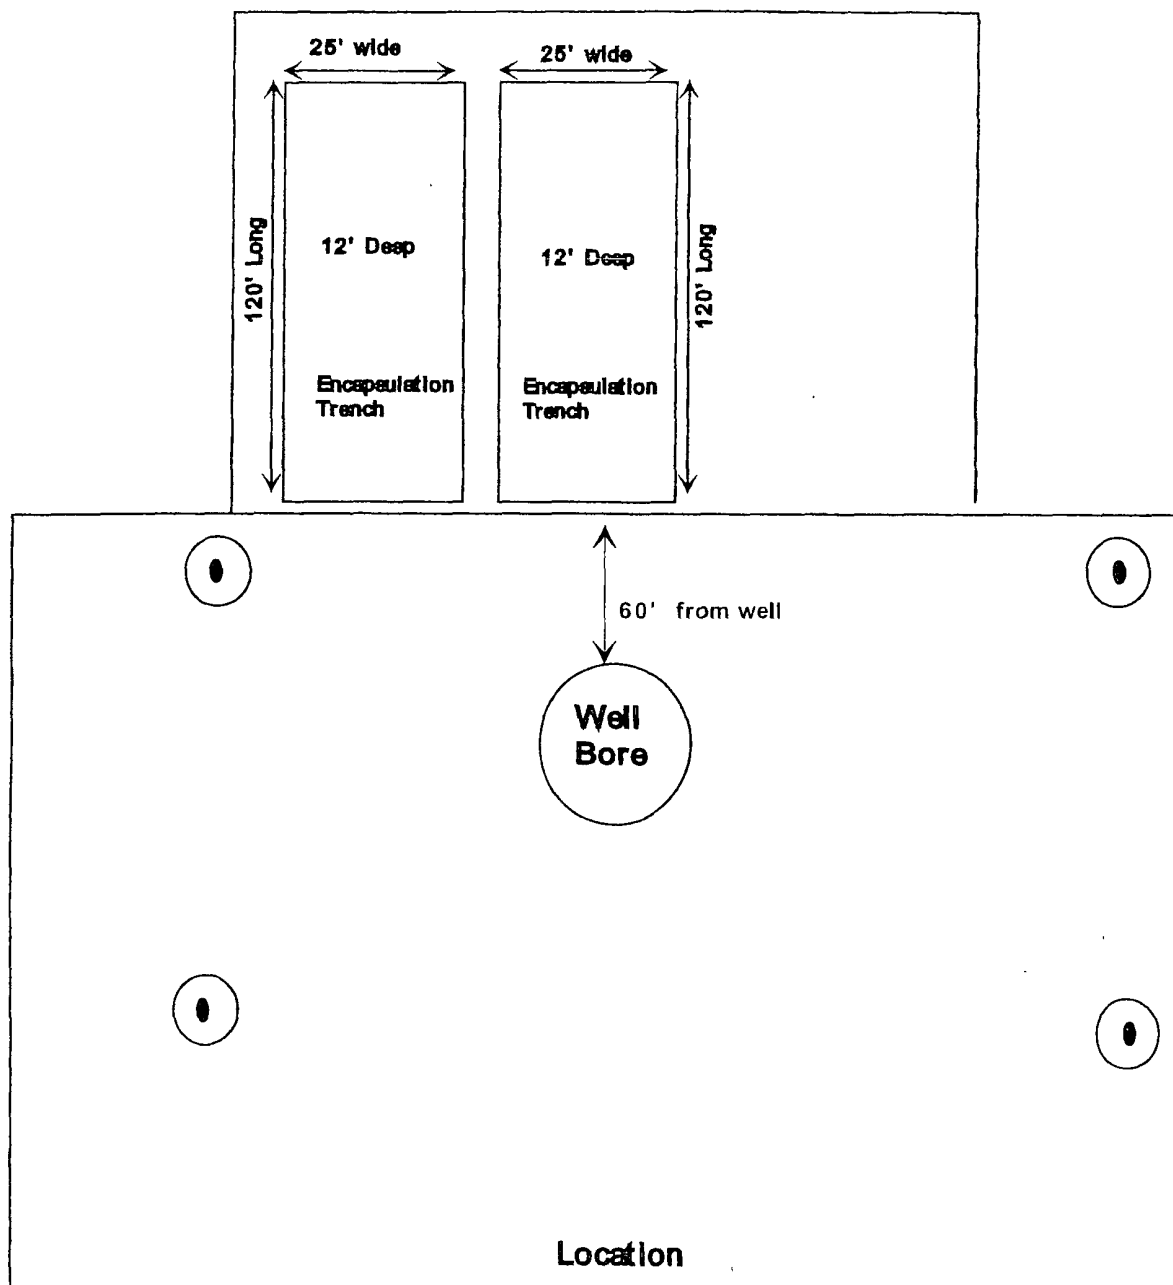 25' wide
25' wide
120' Long
12' Deep
12' Deep
120' Long
Encapsulation
Trench
Encapsulation
Trench
60' from well
Well
Bore
Location